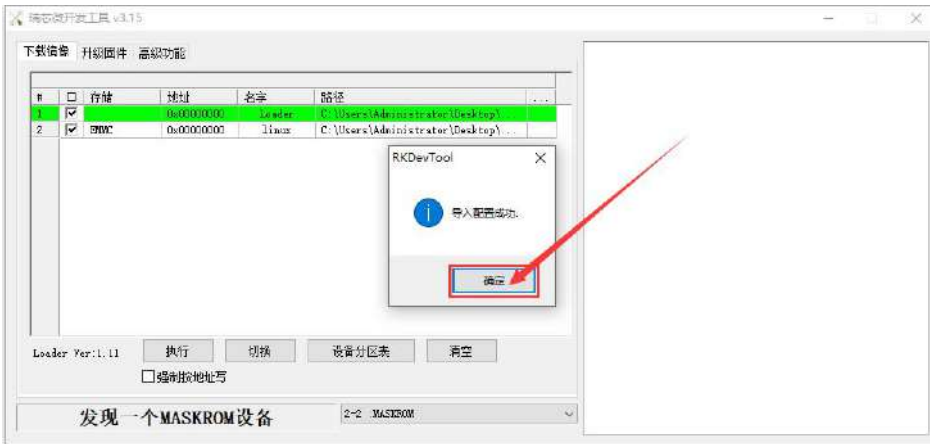 瑞芯微开发工具 v3.15
下载镜像 升级固件 高级功能
# 存储 地址 名字 路径 ...
1 0x00000000 Loader C:\Users\Administrator\Desktop\...
2 EMMC 0x00000000 linux C:\Users\Administrator\Desktop\...
RKDevTool
导入配置成功.
确定
Loader Ver:1.11 执行 切换 设备分区表 清空
强制按地址写
发现一个MASKROM设备 2-2 MASKROM